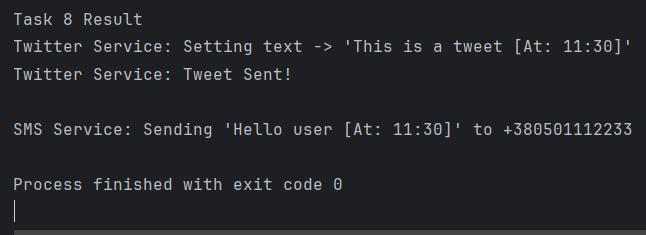 Task 8 Result
Twitter Service: Setting text -> 'This is a tweet [At: 11:30]'
Twitter Service: Tweet Sent!
SMS Service: Sending 'Hello user [At: 11:30]' to +380501112233
Process finished with exit code 0